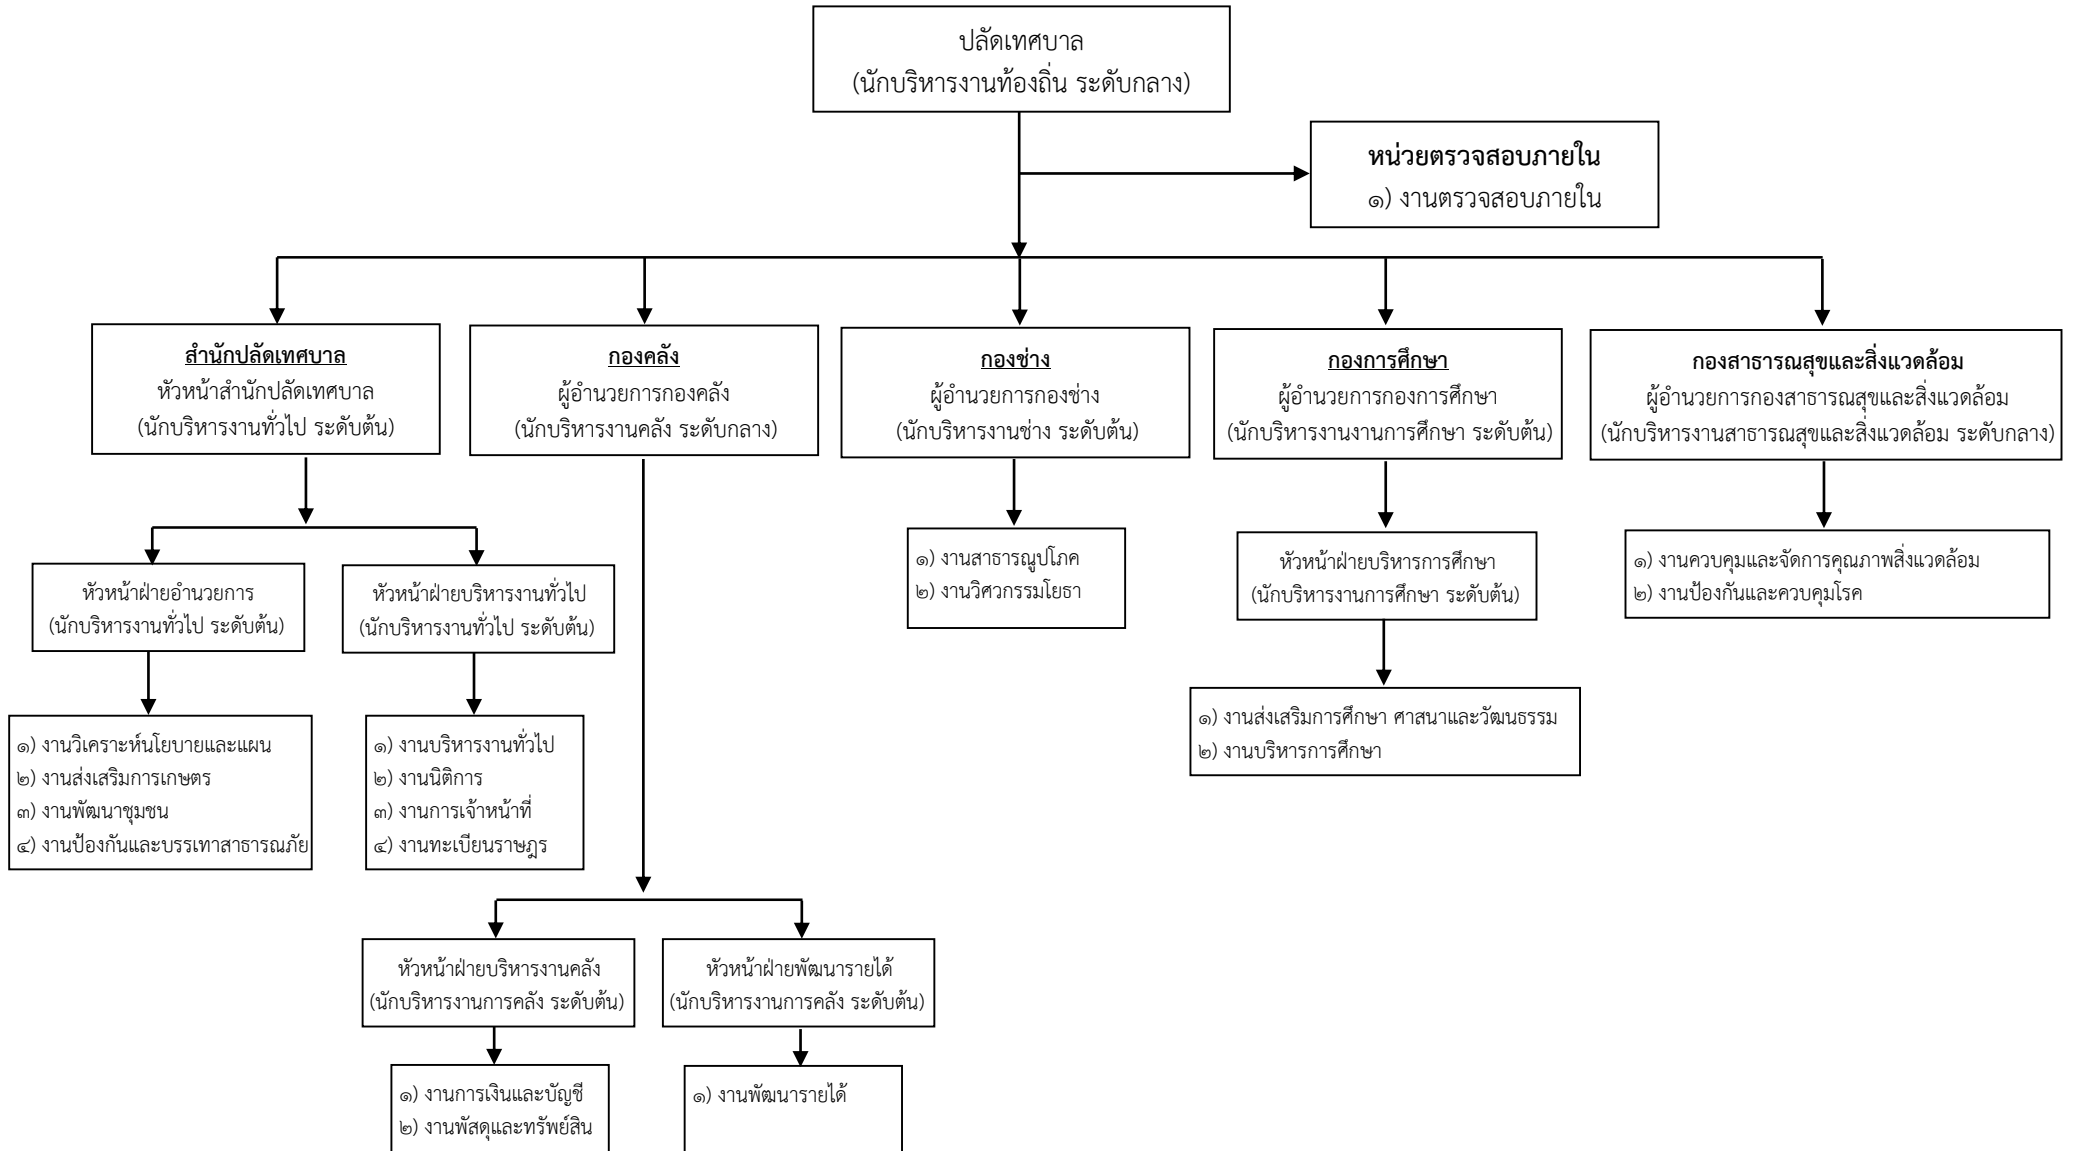 ปลัดเทศบาล
(นักบริหารงานท้องถิ่น ระดับกลาง)
หน่วยตรวจสอบภายใน
๑) งานตรวจสอบภายใน
สำนักปลัดเทศบาล
หัวหน้าสำนักปลัดเทศบาล
(นักบริหารงานทั่วไป ระดับต้น)
กองคลัง
ผู้อำนวยการกองคลัง
(นักบริหารงานคลัง ระดับกลาง)
กองช่าง
ผู้อำนวยการกองช่าง
(นักบริหารงานช่าง ระดับต้น)
กองการศึกษา
ผู้อำนวยการกองการศึกษา
(นักบริหารงานงานการศึกษา ระดับต้น)
กองสาธารณสุขและสิ่งแวดล้อม
ผู้อำนวยการกองสาธารณสุขและสิ่งแวดล้อม
(นักบริหารงานสาธารณสุขและสิ่งแวดล้อม ระดับกลาง)
หัวหน้าฝ่ายอำนวยการ
(นักบริหารงานทั่วไป ระดับต้น)
หัวหน้าฝ่ายบริหารงานทั่วไป
(นักบริหารงานทั่วไป ระดับต้น)
๑) งานสาธารณูปโภค
๒) งานวิศวกรรมโยธา
หัวหน้าฝ่ายบริหารการศึกษา
(นักบริหารงานการศึกษา ระดับต้น)
๑) งานควบคุมและจัดการคุณภาพสิ่งแวดล้อม
๒) งานป้องกันและควบคุมโรค
๑) งานวิเคราะห์นโยบายและแผน
๒) งานส่งเสริมการเกษตร
๓) งานพัฒนาชุมชน
๔) งานป้องกันและบรรเทาสาธารณภัย
๑) งานบริหารงานทั่วไป
๒) งานนิติการ
๓) งานการเจ้าหน้าที่
๔) งานทะเบียนราษฎร
๑) งานส่งเสริมการศึกษา ศาสนาและวัฒนธรรม
๒) งานบริหารการศึกษา
หัวหน้าฝ่ายบริหารงานคลัง
(นักบริหารงานการคลัง ระดับต้น)
หัวหน้าฝ่ายพัฒนารายได้
(นักบริหารงานการคลัง ระดับต้น)
๑) งานการเงินและบัญชี
๒) งานพัสดุและทรัพย์สิน
๑) งานพัฒนารายได้